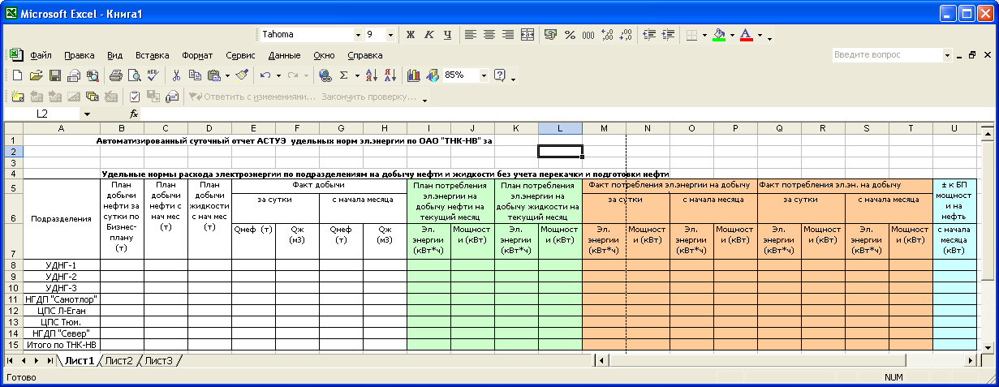 Microsoft Excel - Книга1
Tahoma 9 Ж К Ч % 000
Файл Правка Вид Вставка Формат Сервис Данные Окно Справка Введите вопрос
85%
Ответить с изменениями... Закончить проверку...
L2 fx
A B C D E F G H I J K L M N O P Q R S T U
1 Автоматизированный суточный отчет АСТУЭ удельных норм эл.энергии по ОАО "ТНК-НВ" за
2
3
4 Удельные нормы расхода электроэнергии по подразделениям на добычу нефти и жидкости без учета перекачки и подготовки нефти
5
6
7
Подразделения
План
добычи
нефти за
сутки по
Бизнес-
плану
(т)
План
добычи
нефти с
нач мес
(т)
План
добычи
жидкости
с нач мес
(т)
Факт добычи
за сутки с начала месяца
Qнеф (т)
Qж
(м3)
Qнеф
(т)
Qж
(м3)
План потребления
эл.энергии на
добычу нефти на
текущий месяц
Эл.
энергии
(кВт*ч)
Мощност
и (кВт)
План потребления
эл.энергии на
добычу жидкости на
текущий месяц
Эл.
энергии
(кВт*ч)
Мощност
и (кВт)
Факт потребления эл.энергии на добычу
за сутки с начала месяца
Эл.
энергии
(кВт*ч)
Мощност
и (кВт)
Эл.
энергии
(кВт*ч)
Мощност
и (кВт)
Факт потребления эл.эн. на добычу
за сутки с начала месяца
Эл.
энергии
(кВт*ч)
Мощност
и (кВт)
Эл.
энергии
(кВт*ч)
Мощност
и (кВт)
± к БП
мощност
и на
нефть
с начала
месяца
(кВт)
8 УДНГ-1
9 УДНГ-2
10 УДНГ-3
11 НГДП "Самотлор"
12 ЦПС Л-Еган
13 ЦПС Тюм.
14 НГДП "Север"
15 Итого по ТНК-НВ
Лист1 Лист2 Лист3
Готово NUM